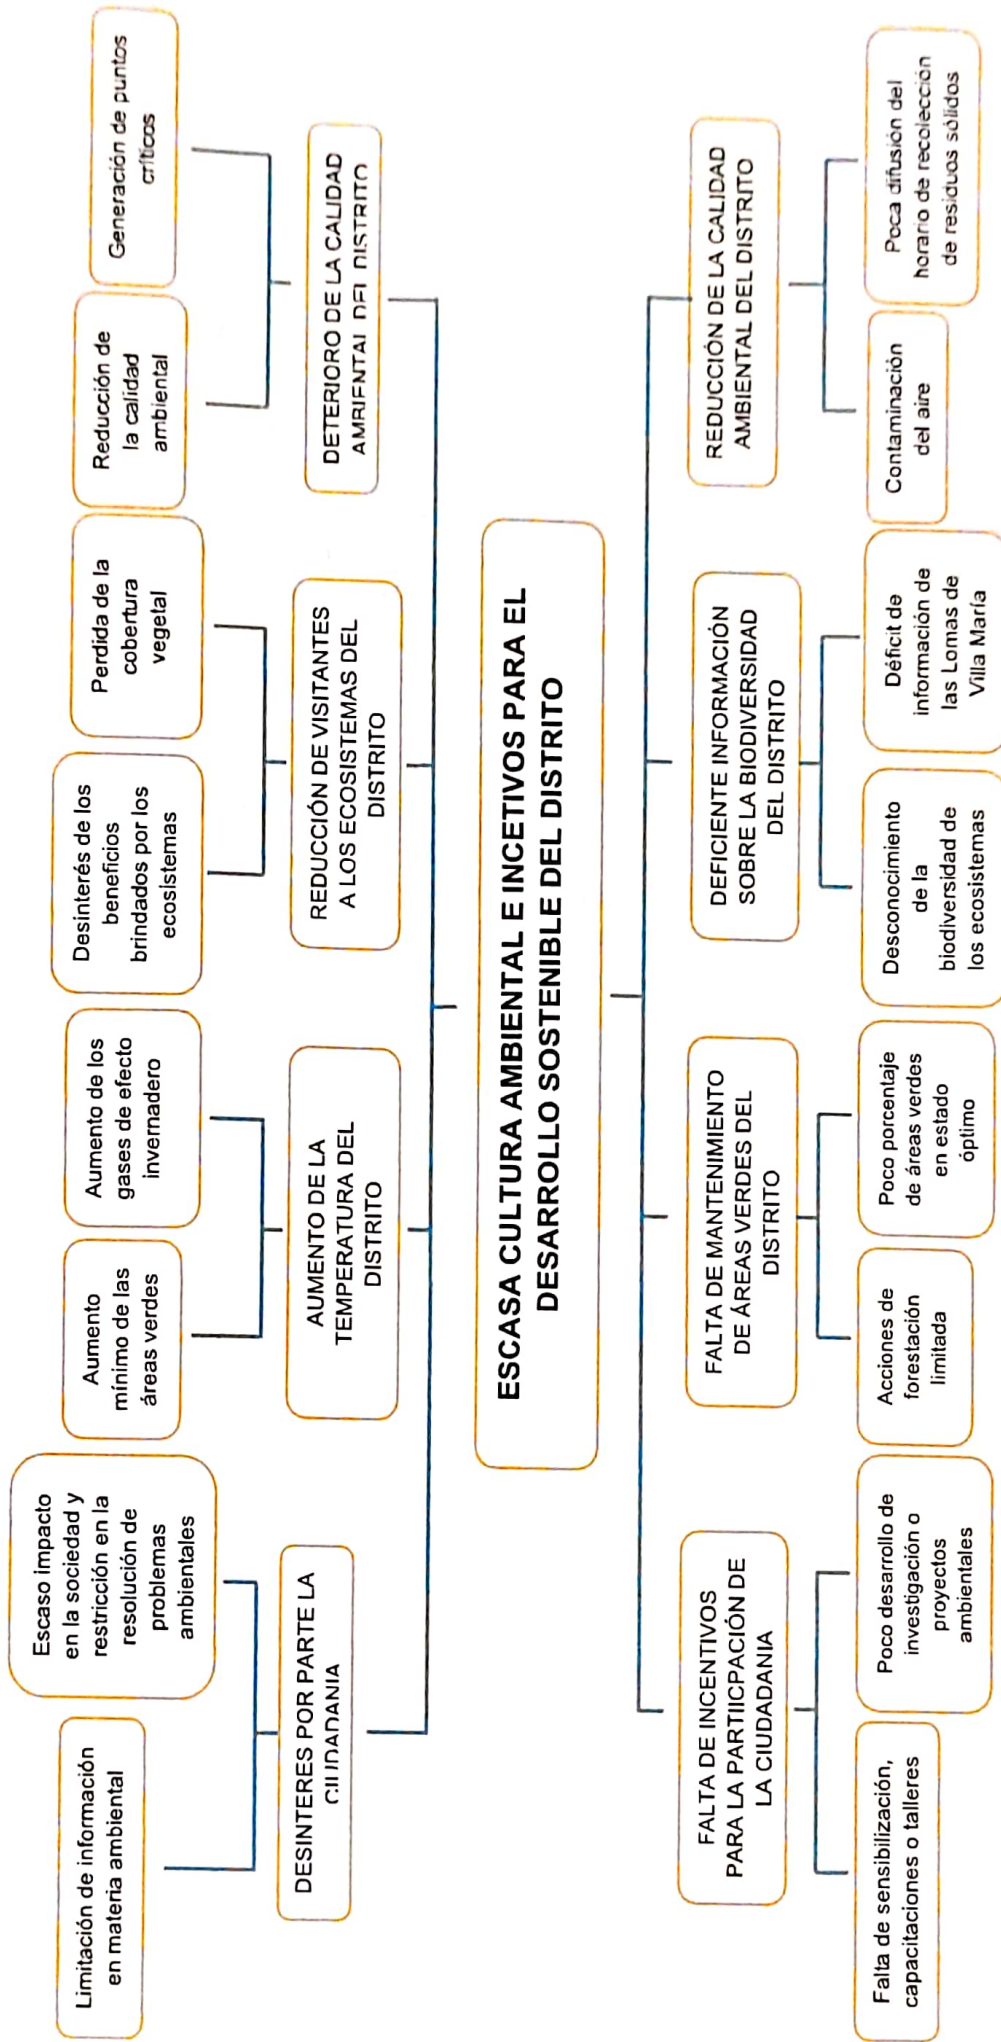 Limitación de información
en materia ambiental
Escaso impacto
en la sociedad y
restricción en la
resolución de
problemas
ambientales
Aumento
mínimo de las
áreas verdes
Aumento de los
gases de efecto
invernadero
Desinterés de los
beneficios
brindados por los
ecosistemas
Perdida de la
cobertura
vegetal
Reducción de
la calidad
ambiental
Generación de puntos
críticos
DESINTERES POR PARTE LA
CIUDADANIA
AUMENTO DE LA
TEMPERATURA DEL
DISTRITO
REDUCCIÓN DE VISITANTES
A LOS ECOSISTEMAS DEL
DISTRITO
DETERIORO DE LA CALIDAD
AMBIENTAL DEL DISTRITO
ESCASA CULTURA AMBIENTAL E INCETIVOS PARA EL
DESARROLLO SOSTENIBLE DEL DISTRITO
FALTA DE INCENTIVOS
PARA LA PARTIICPACIÓN DE
LA CIUDADANIA
FALTA DE MANTENIMIENTO
DE ÁREAS VERDES DEL
DISTRITO
DEFICIENTE INFORMACIÓN
SOBRE LA BIODIVERSIDAD
DEL DISTRITO
REDUCCIÓN DE LA CALIDAD
AMBIENTAL DEL DISTRITO
Falta de sensibilización,
capacitaciones o talleres
Poco desarrollo de
investigación o
proyectos
ambientales
Acciones de
forestación
limitada
Poco porcentaje
de áreas verdes
en estado
óptimo
Desconocimiento
de la
biodiversidad de
los ecosistemas
Déficit de
información de
las Lomas de
Villa María
Contaminación
del aire
Poca difusión del
horario de recolección
de residuos sólidos